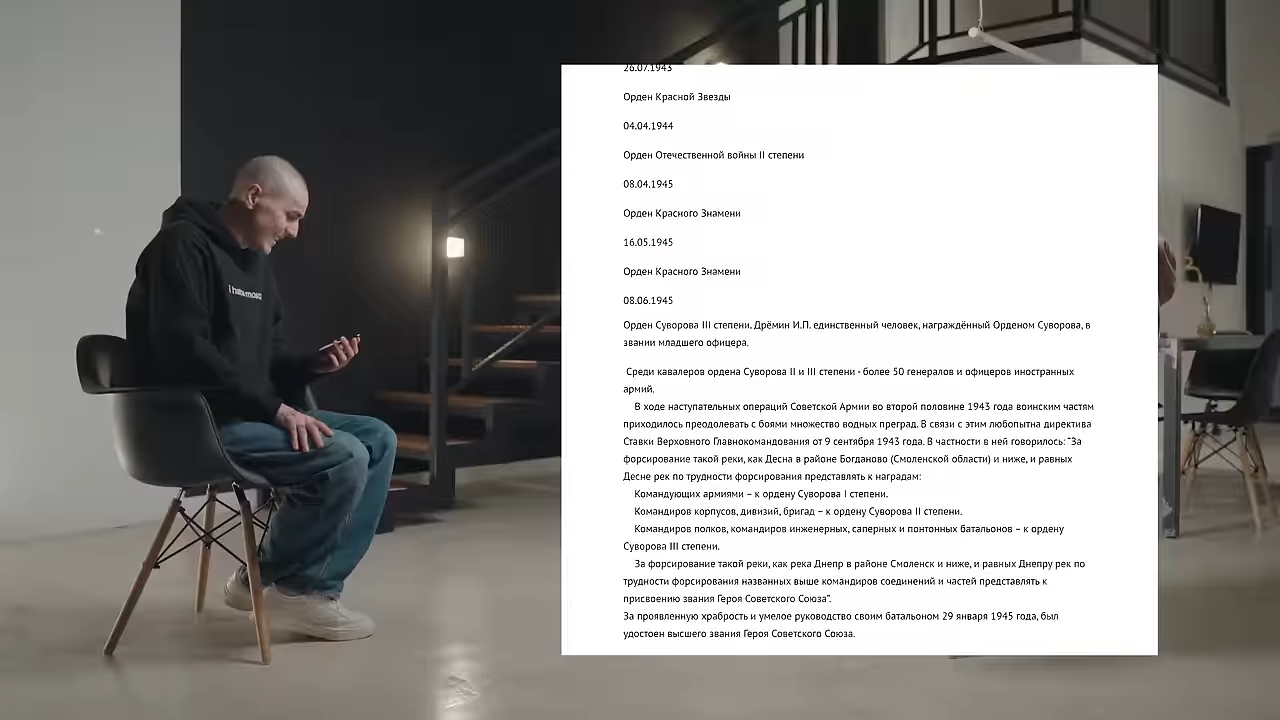 26.07.1943
Орден Красной Звезды
04.04.1944
Орден Отечественной войны II степени
08.04.1945
Орден Красного Знамени
16.05.1945
Орден Красного Знамени
08.06.1945
Орден Суворова III степени. Дрёмин И.П. единственный человек, награждённый Орденом Суворова, в
звании младшего офицера.
Среди кавалеров ордена Суворова II и III степени - более 50 генералов и офицеров иностранных
армий.
В ходе наступательных операций Советской Армии во второй половине 1943 года воинским частям
приходилось преодолевать с боями множество водных преград. В связи с этим любопытна директива
Ставки Верховного Главнокомандования от 9 сентября 1943 года. В частности в ней говорилось: "За
форсирование такой реки, как Десна в районе Богданово (Смоленской области) и ниже, и равных
Десне рек по трудности форсирования представлять к наградам:
Командующих армиями – к ордену Суворова I степени.
Командиров корпусов, дивизий, бригад – к ордену Суворова II степени.
Командиров полков, командиров инженерных, саперных и понтонных батальонов – к ордену
Суворова III степени.
За форсирование такой реки, как река Днепр в районе Смоленск и ниже, и равных Днепру рек по
трудности форсирования названных выше командиров соединений и частей представлять к
присвоению звания Героя Советского Союза".
За проявленную храбрость и умелое руководство своим батальоном 29 января 1945 года, был
удостоен высшего звания Героя Советского Союза.